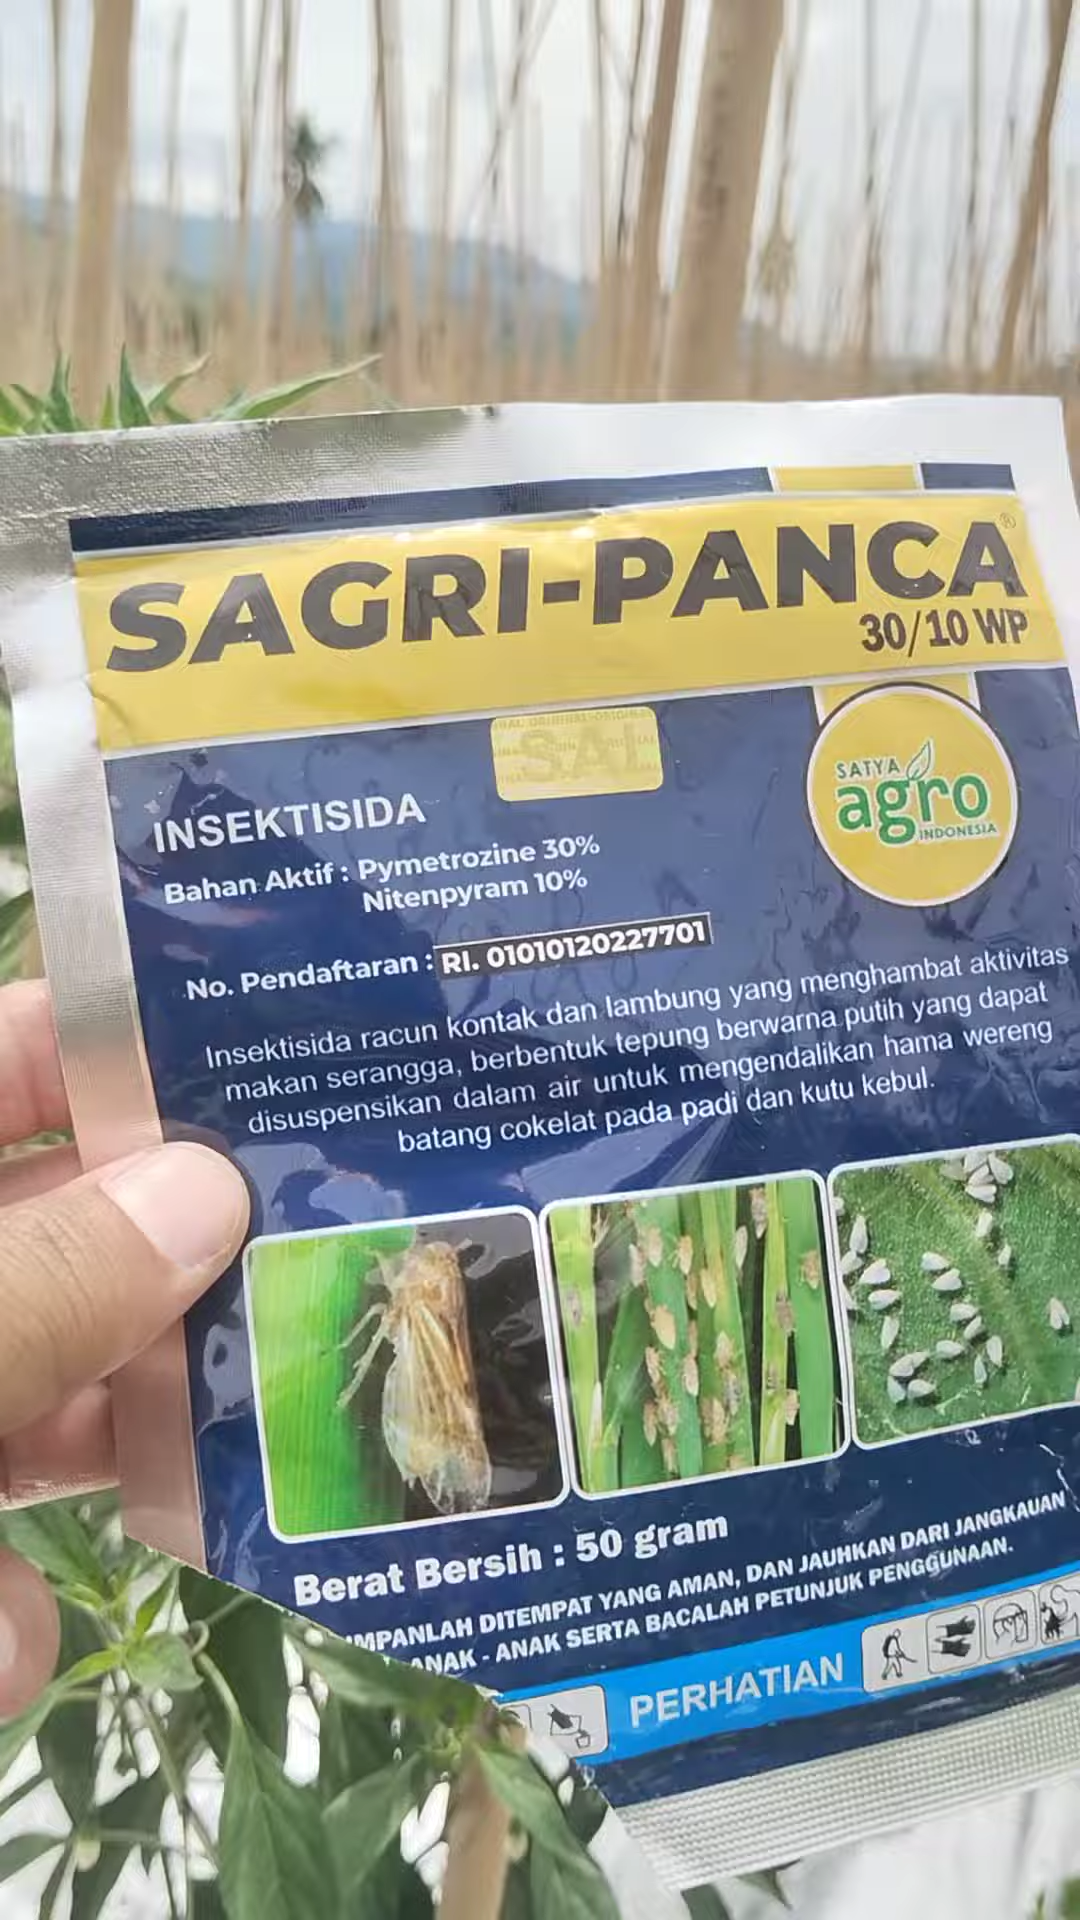 SAGRI-PANCA®
30/10 WP
SAI
SATYA
agro
INDONESIA
INSEKTISIDA
Bahan Aktif : Pymetrozine 30%
Nitenpyram 10%
No. Pendaftaran : RI. 01010120227701
Insektisida racun kontak dan lambung yang menghambat aktivitas
makan serangga, berbentuk tepung berwarna putih yang dapat
disuspensikan dalam air untuk mengendalikan hama wereng
batang cokelat pada padi dan kutu kebul.
Berat Bersih : 50 gram
MPANLAH DITEMPAT YANG AMAN, DAN JAUHKAN DARI JANGKAUAN
ANAK - ANAK SERTA BACALAH PETUNJUK PENGGUNAAN.
PERHATIAN